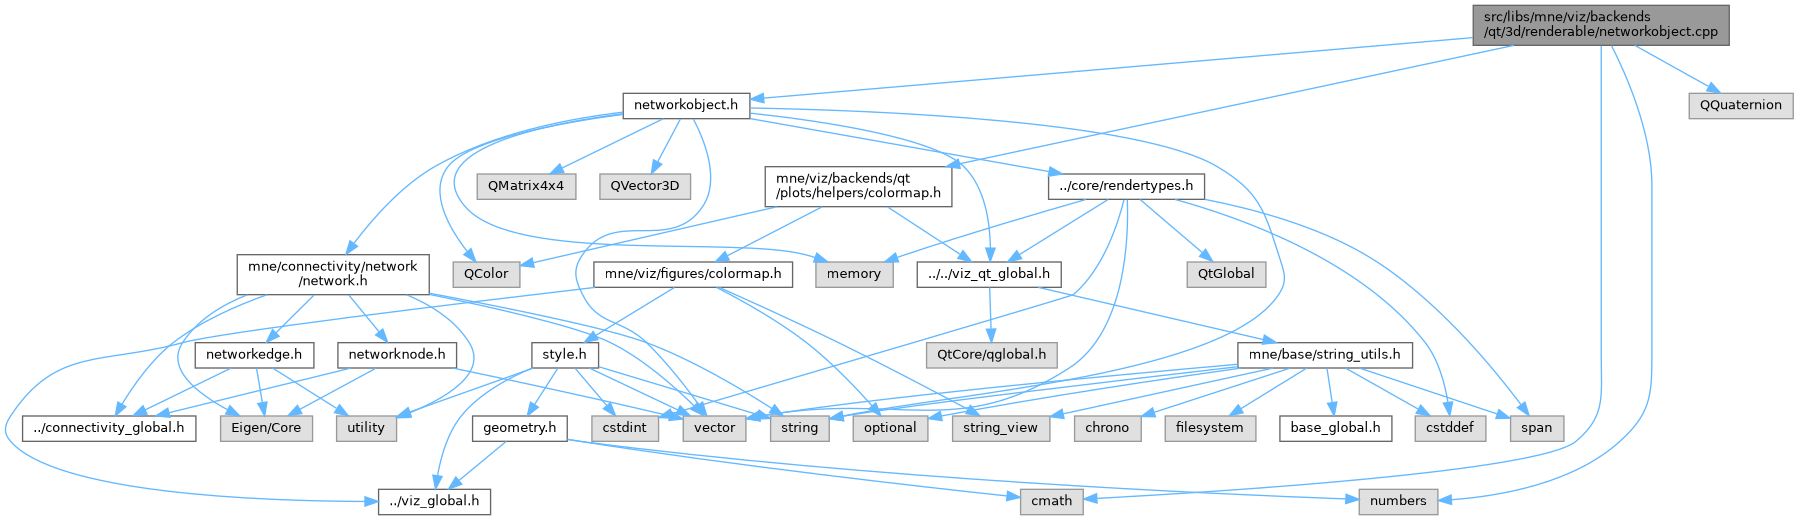 src/libs/mne/viz/backends
/qt/3d/renderable/networkobject.cpp
networkobject.h
QQuaternion
QMatrix4x4
QVector3D
mne/viz/backends/qt
/plots/helpers/colormap.h
../core/rendertypes.h
mne/connectivity/network
/network.h
QColor
mne/viz/figures/colormap.h
memory
../../viz_qt_global.h
QtGlobal
networkedge.h
networknode.h
style.h
QtCore/qglobal.h
mne/base/string_utils.h
../connectivity_global.h
Eigen/Core
utility
geometry.h
cstdint
vector
string
optional
string_view
chrono
filesystem
base_global.h
cstddef
span
../viz_global.h
cmath
numbers